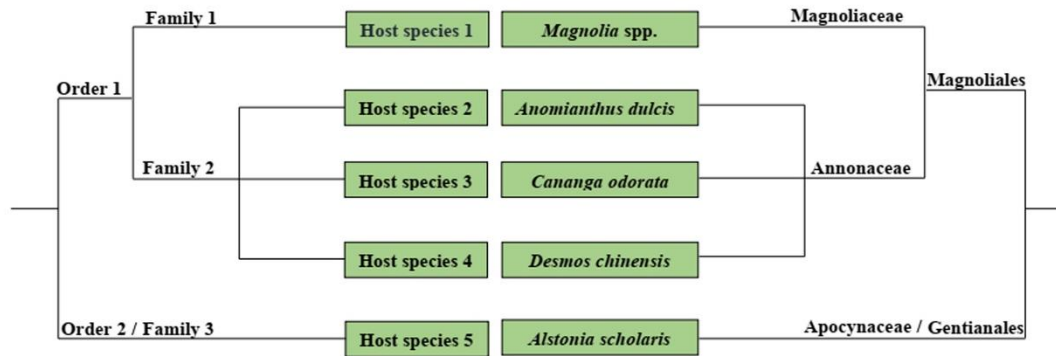 Family 1
Host species 1
Magnolia spp.
Magnoliaceae
Order 1
Magnoliales
Host species 2
Anomianthus dulcis
Family 2
Host species 3
Cananga odorata
Annonaceae
Host species 4
Desmos chinensis
Order 2 / Family 3
Host species 5
Alstonia scholaris
Apocynaceae / Gentianales